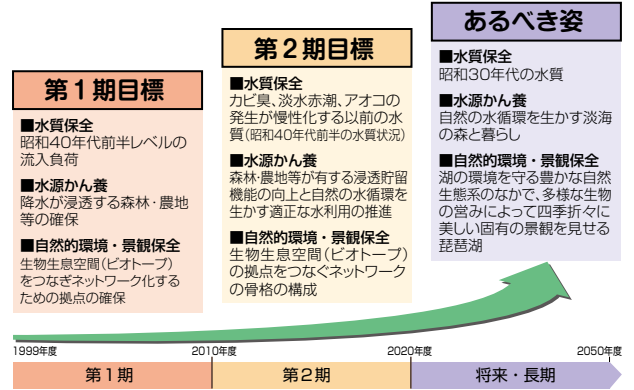 第1期目標
■水質保全
昭和40年代前半レベルの
流入負荷
■水源かん養
降水が浸透する森林・農地
等の確保
■自然的環境・景観保全
生物生息空間(ビオトープ)
をつなぎネットワーク化する
ための拠点の確保
第2期目標
■水質保全
カビ臭、淡水赤潮、アオコの
発生が慢性化する以前の水
質(昭和40年代前半の水質状況)
■水源かん養
森林・農地等が有する浸透貯留
機能の向上と自然の水循環を
生かす適正な水利用の推進
■自然的環境・景観保全
生物生息空間(ビオトープ)
の拠点をつなぐネットワーク
の骨格の構成
あるべき姿
■水質保全
昭和30年代の水質
■水源かん養
自然の水循環を生かす淡海
の森と暮らし
■自然的環境・景観保全
湖の環境を守る豊かな自然
生態系のなかで、多様な生物
の営みによって四季折々に
美しい固有の景観を見せる
琵琶湖
1999年度 2010年度 2020年度 2050年度
第1期 第2期 将来・長期